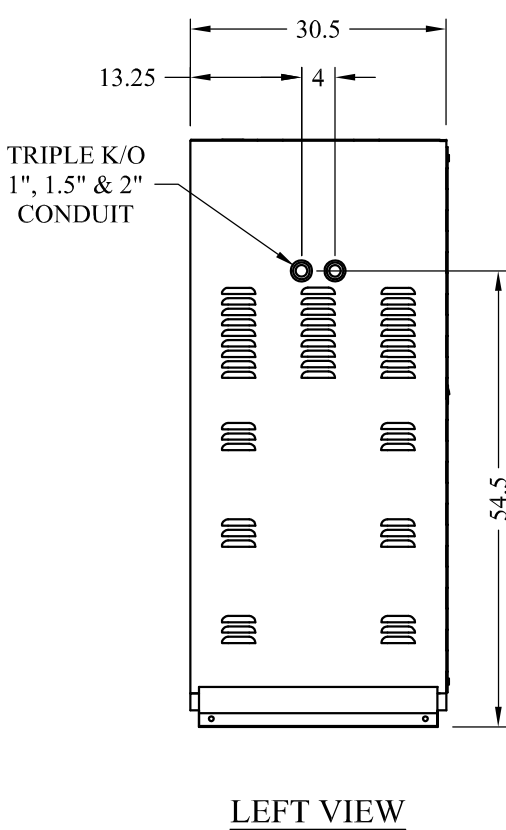 30.5
13.25
4
TRIPLE K/O
1", 1.5" & 2"
CONDUIT
54.5
LEFT VIEW